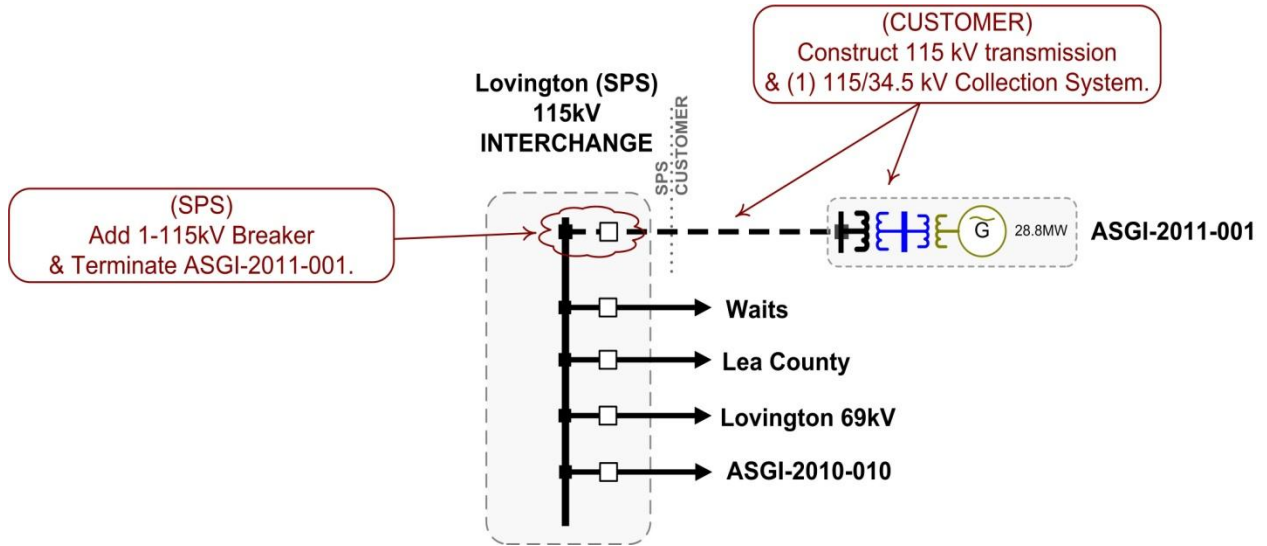 (CUSTOMER)
Construct 115 kV transmission
& (1) 115/34.5 kV Collection System.
Lovington (SPS)
115kV
INTERCHANGE
SPS
CUSTOMER
(SPS)
Add 1-115kV Breaker
& Terminate ASGI-2011-001.
G
28.8MW
ASGI-2011-001
Waits
Lea County
Lovington 69kV
ASGI-2010-010